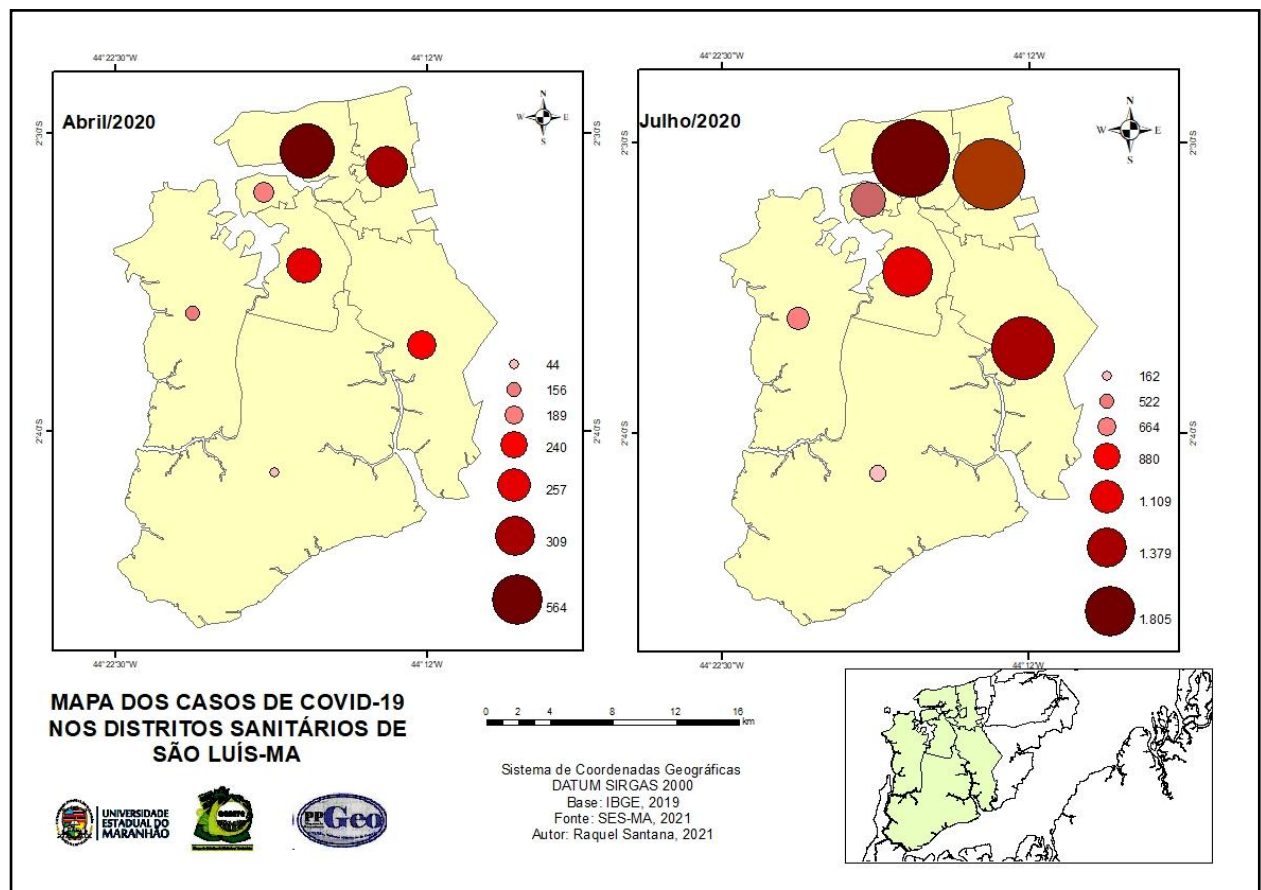 44° 22'30"W
44° 12'W
44° 22'30"W
44° 12'W
Abril/2020
N
W
E
S
Julho/2020
N
W
E
S
2°30'S
2°30'S
2°30'S
2°40'S
2°40'S
2°40'S
44
156
189
240
257
309
564
162
522
664
880
1.109
1.379
1.805
44° 22'30"W
44° 12'W
44° 22'30"W
44° 12'W
MAPA DOS CASOS DE COVID-19
NOS DISTRITOS SANITÁRIOS DE
SÃO LUÍS-MA
0 2 4 8 12 16
km
Sistema de Coordenadas Geográficas
DATUM SIRGAS 2000
Base: IBGE, 2019
Fonte: SES-MA, 2021
Autor: Raquel Santana, 2021
UNIVERSIDADE
ESTADUAL DO
MARANHÃO
PP
Geo